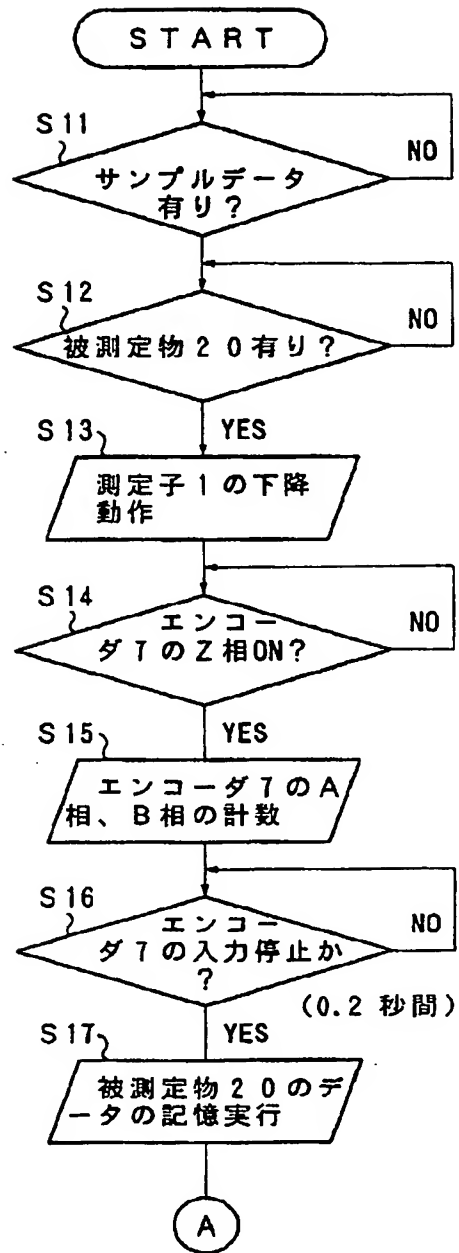 START
S11
NO
サンプルデータ
有り?
S12
NO
被測定物20有り?
S13
YES
測定子1の下降
動作
S14
エンコー
NO
ダ7のZ相ON?
S15
YES
エンコーダ7のA
相、B相の計数
S16
エンコー
NO
ダ7の入力停止か
?
(0.2 秒間)
S17
YES
被測定物20のデ
ータの記憶実行
A